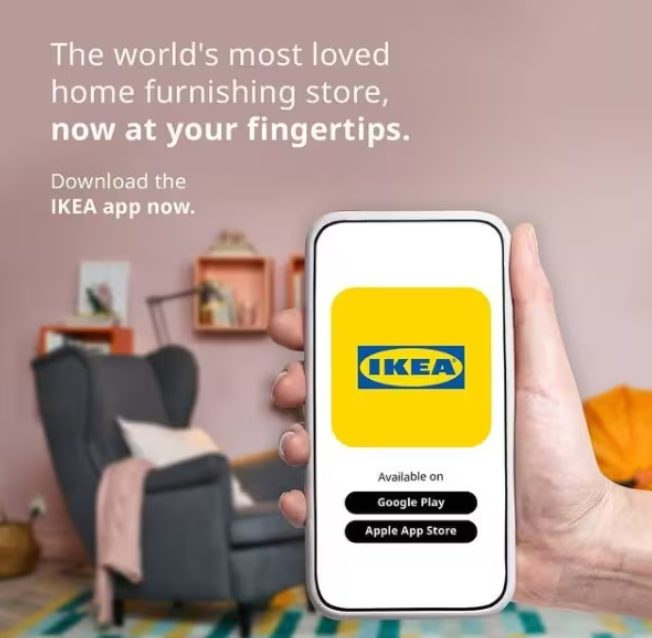 The world's most loved
home furnishing store,
now at your fingertips.
Download the
IKEA app now.
IKEA
Available on
Google Play
Apple App Store